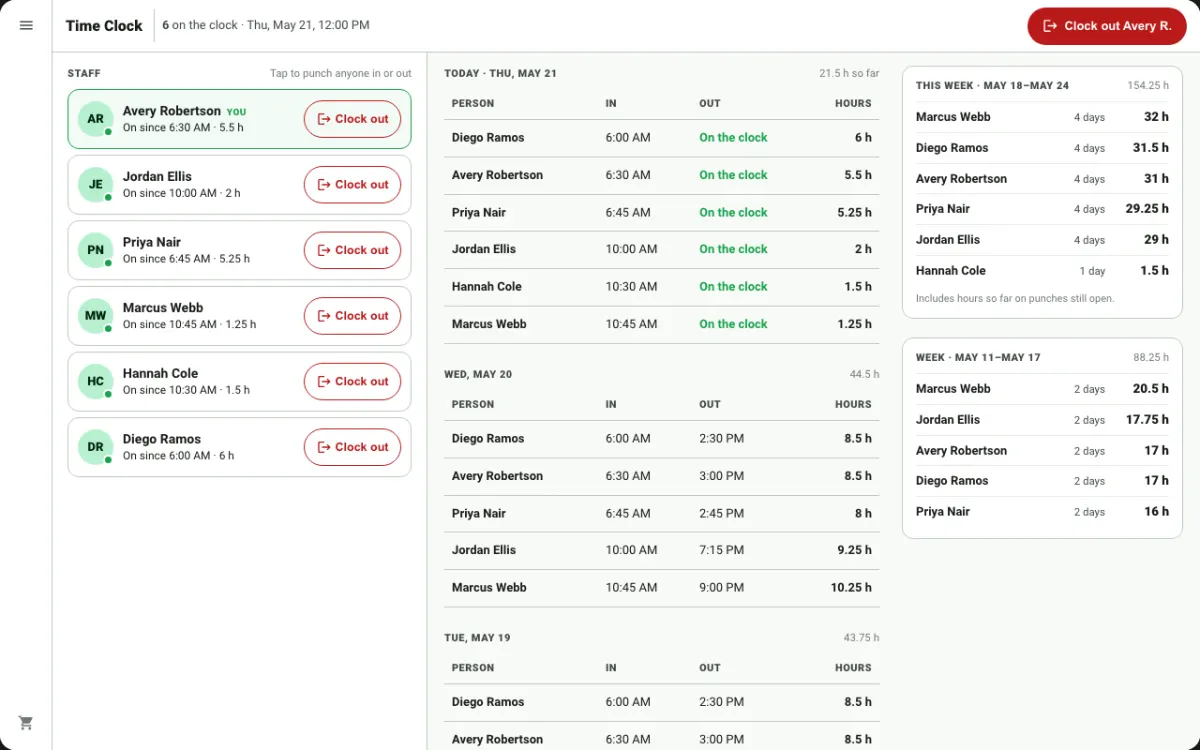 Time Clock
6 on the clock · Thu, May 21, 12:00 PM
Clock out Avery R.
STAFF
Tap to punch anyone in or out
AR
Avery Robertson YOU
On since 6:30 AM · 5.5 h
Clock out
JE
Jordan Ellis
On since 10:00 AM · 2 h
Clock out
PN
Priya Nair
On since 6:45 AM · 5.25 h
Clock out
MW
Marcus Webb
On since 10:45 AM · 1.25 h
Clock out
HC
Hannah Cole
On since 10:30 AM · 1.5 h
Clock out
DR
Diego Ramos
On since 6:00 AM · 6 h
Clock out
TODAY · THU, MAY 21 21.5 h so far
PERSON IN OUT HOURS
Diego Ramos 6:00 AM On the clock 6 h
Avery Robertson 6:30 AM On the clock 5.5 h
Priya Nair 6:45 AM On the clock 5.25 h
Jordan Ellis 10:00 AM On the clock 2 h
Hannah Cole 10:30 AM On the clock 1.5 h
Marcus Webb 10:45 AM On the clock 1.25 h
WED, MAY 20 44.5 h
PERSON IN OUT HOURS
Diego Ramos 6:00 AM 2:30 PM 8.5 h
Avery Robertson 6:30 AM 3:00 PM 8.5 h
Priya Nair 6:45 AM 2:45 PM 8 h
Jordan Ellis 10:00 AM 7:15 PM 9.25 h
Marcus Webb 10:45 AM 9:00 PM 10.25 h
TUE, MAY 19 43.75 h
PERSON IN OUT HOURS
Diego Ramos 6:00 AM 2:30 PM 8.5 h
Avery Robertson 6:30 AM 3:00 PM 8.5 h
THIS WEEK · MAY 18–MAY 24 154.25 h
Marcus Webb 4 days 32 h
Diego Ramos 4 days 31.5 h
Avery Robertson 4 days 31 h
Priya Nair 4 days 29.25 h
Jordan Ellis 4 days 29 h
Hannah Cole 1 day 1.5 h
Includes hours so far on punches still open.
WEEK · MAY 11–MAY 17 88.25 h
Marcus Webb 2 days 20.5 h
Jordan Ellis 2 days 17.75 h
Avery Robertson 2 days 17 h
Diego Ramos 2 days 17 h
Priya Nair 2 days 16 h